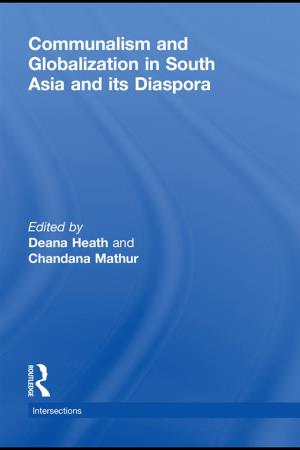 Communalism and
Globalization in South
Asia and its Diaspora
Edited by
Deana Heath and
Chandana Mathur
ROUTLEDGE
Intersections